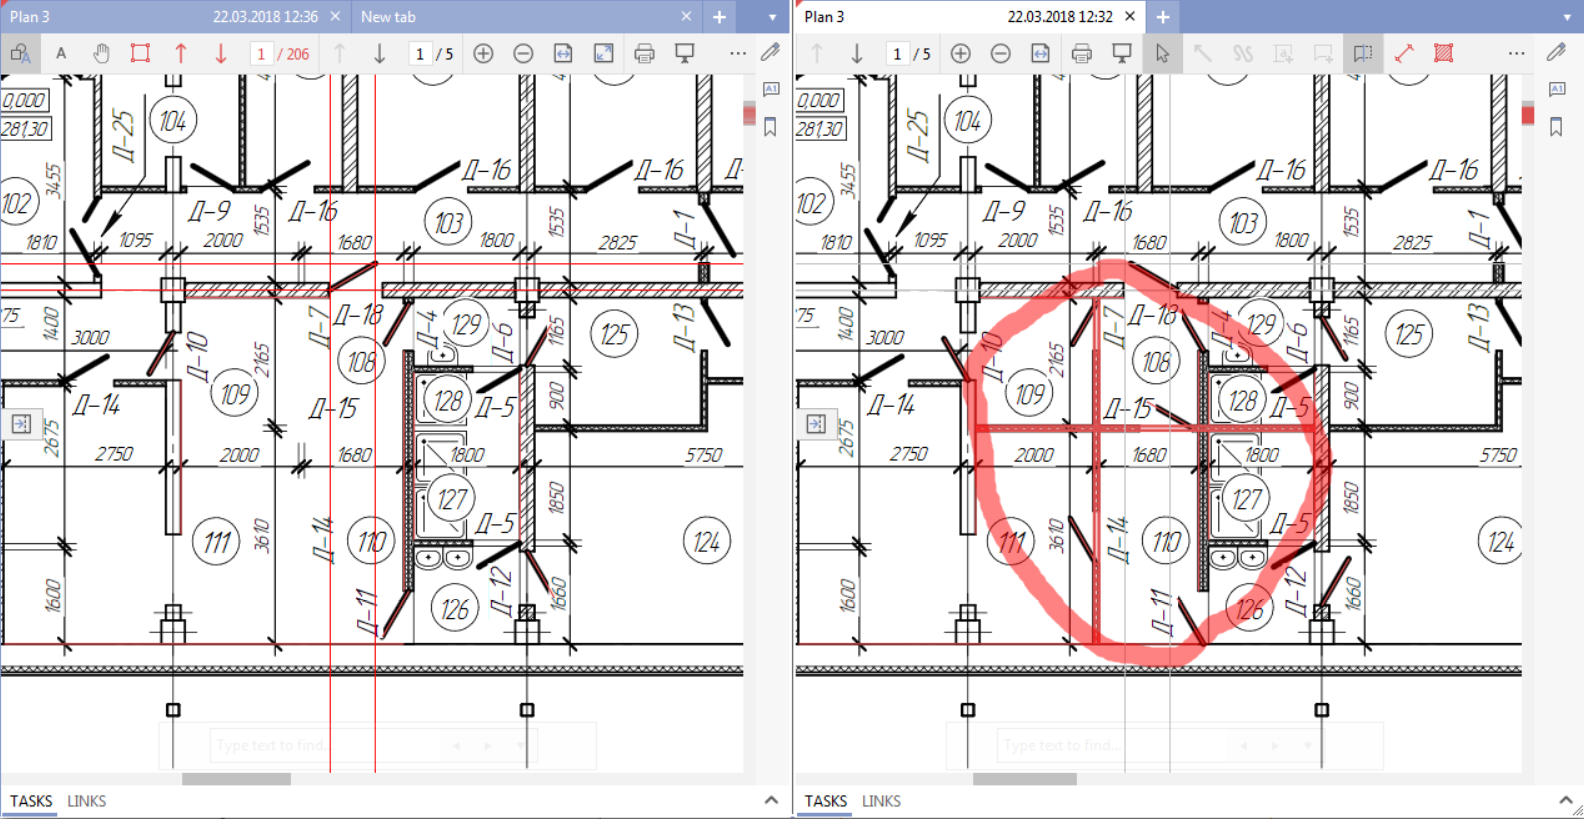 Plan 3 22.03.2018 12:36 New tab
1 / 206 1 / 5
0,000
281,30
104
Д-25
3455
102
Д-9
Д-16
1535
103
Д-16
Д-16
1535
Д-1
1810 1095 2000 1680 1800 2825
1400
3000
Д-10
2165
Д-7
Д-18
108
Д-4
129
Д-6
1165
125
Д-13
109
Д-14
2675
Д-15
128
Д-5
900
2750 2000 1680 1800 5750
127
1850
111
3610
Д-14
110
Д-5
124
1600
Д-11
126
Д-12
1660
Type text to find...
TASKS LINKS
Plan 3 22.03.2018 12:32
1 / 5
0,000
281,30
104
Д-25
3455
102
Д-9
Д-16
1535
103
Д-16
Д-16
1535
Д-1
1810 1095 2000 1680 1800 2825
1400
3000
Д-10
2165
Д-7
Д-18
108
Д-4
129
Д-6
1165
125
Д-13
109
Д-14
2675
Д-15
128
Д-5
900
2750 2000 1680 1800 5750
127
1850
111
3610
Д-14
110
Д-5
124
1600
Д-11
126
Д-12
1660
Type text to find...
TASKS LINKS